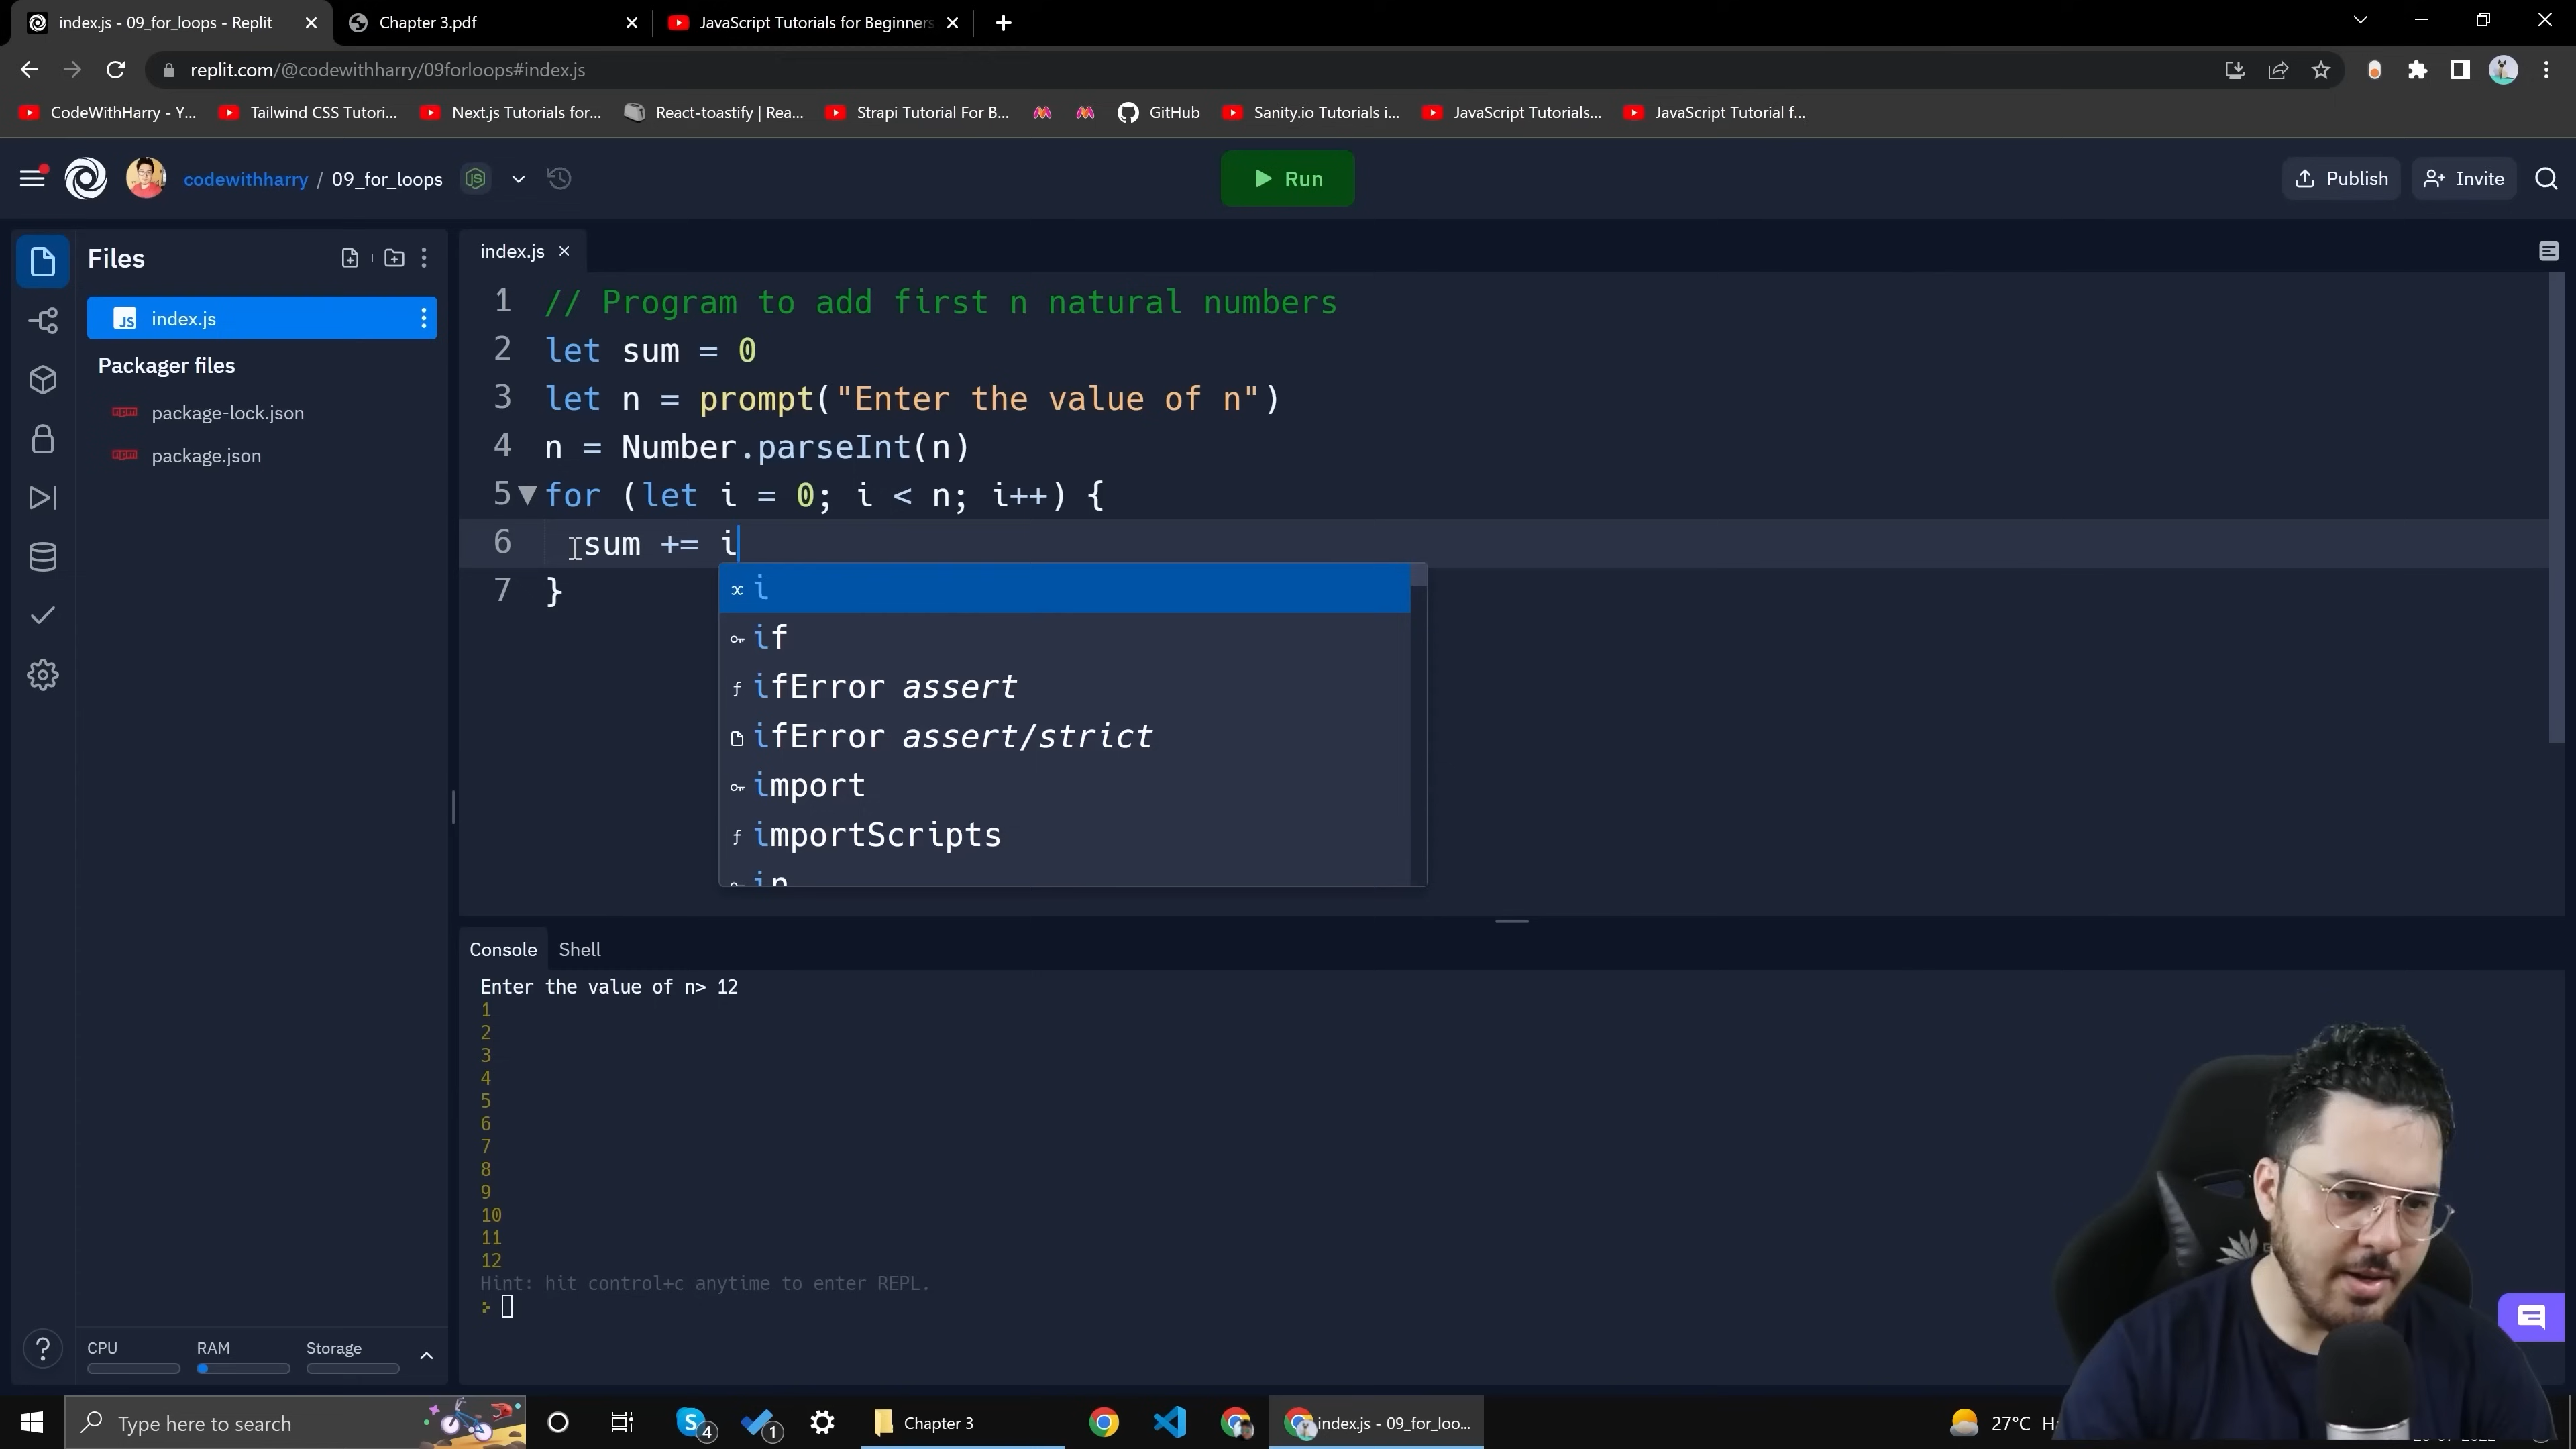 index.js - 09_for_loops - Replit
Chapter 3.pdf
JavaScript Tutorials for Beginners
replit.com/@codewithharry/09forloops#index.js
CodeWithHarry - Y...
Tailwind CSS Tutori...
Next.js Tutorials for...
React-toastify | Rea...
Strapi Tutorial For B...
GitHub
Sanity.io Tutorials i...
JavaScript Tutorials...
JavaScript Tutorial f...
codewithharry / 09_for_loops
Run
Publish
Invite
Files
index.js
Packager files
package-lock.json
package.json
index.js
1 // Program to add first n natural numbers
2 let sum = 0
3 let n = prompt("Enter the value of n")
4 n = Number.parseInt(n)
5 for (let i = 0; i < n; i++) {
6 sum += i
7 }
i
if
ifError assert
ifError assert/strict
import
importScripts
in
Console
Shell
Enter the value of n> 12
1
2
3
4
5
6
7
8
9
10
11
12
Hint: hit control+c anytime to enter REPL.
CPU
RAM
Storage
Type here to search
4
1
Chapter 3
index.js - 09_for_loo...
27°C